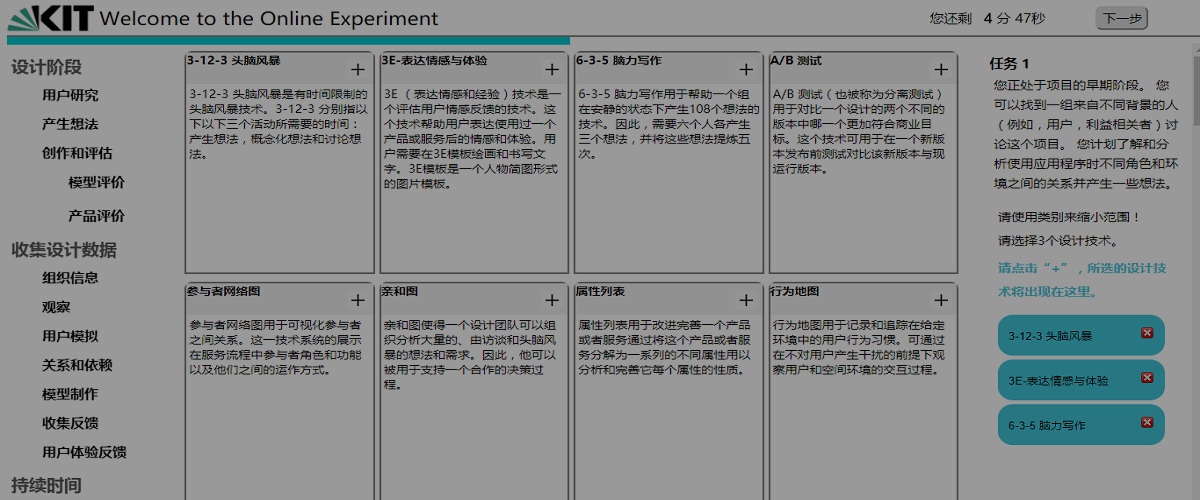 KIT Welcome to the Online Experiment
您还剩 4 分 47秒
下一步
设计阶段
用户研究
产生想法
创作和评估
模型评价
产品评价
收集设计数据
组织信息
观察
用户模拟
关系和依赖
模型制作
收集反馈
用户体验反馈
持续时间
3-12-3 头脑风暴
+
3-12-3 头脑风暴是有时间限制的
头脑风暴技术。3-12-3 分别指以
下以下三个活动所需要的时间：
产生想法，概念化想法和讨论想
法。
3E-表达情感与体验
+
3E （ 表达情感和经验 ）技术是一
个评估用户情感反馈的技术。这
个技术帮助用户表达使用过一个
产品或服务后的情感和体验。用
户需要在3E模板绘画和书写文
字。3E模板是一个人物简图形式
的图片模板。
6-3-5 脑力写作
+
6-3-5 脑力写作用于帮助一个组
在安静的状态下产生108个想法的
技术。因此，需要六个人各产生
三个想法，并将这些想法提炼五
次。
A/B 测试
+
A/B 测试（也被称为分离测试）
用于对比一个设计的两个不同的
版本中哪一个更加符合商业目
标。这个技术可用于在一个新版
本发布前测试对比该新版本与现
运行版本。
参与者网络图
+
参与者网络图用于可视化参与者
之间关系。这一技术系统的展示
在服务流程中参与者角色和功能
以及他们之间的运作方式。
亲和图
+
亲和图使得一个设计团队可以组
织分析大量的、由访谈和头脑风
暴的想法和需求。因此，他可以
被用于支持一个合作的决策过
程。
属性列表
+
属性列表用于改进完善一个产品
或者服务通过将这个产品或者服
务分解为一系列的不同属性用以
分析和完善它每个属性的性质。
行为地图
+
行为地图用于记录和追踪在给定
环境中的用户行为习惯。可通过
在不对用户产生干扰的前提下观
察用户和空间环境的交互过程。
任务 1
您正处于项目的早期阶段。 您
可以找到一组来自不同背景的人
（例如，用户，利益相关者）讨
论这个项目。 您计划了解和分
析使用应用程序时不同角色和环
境之间的关系并产生一些想法。
请使用类别来缩小范围！
请选择3个设计技术。
请点击“+”，所选的设计技
术将出现在这里。
3-12-3 头脑风暴
3E-表达情感与体验
6-3-5 脑力写作